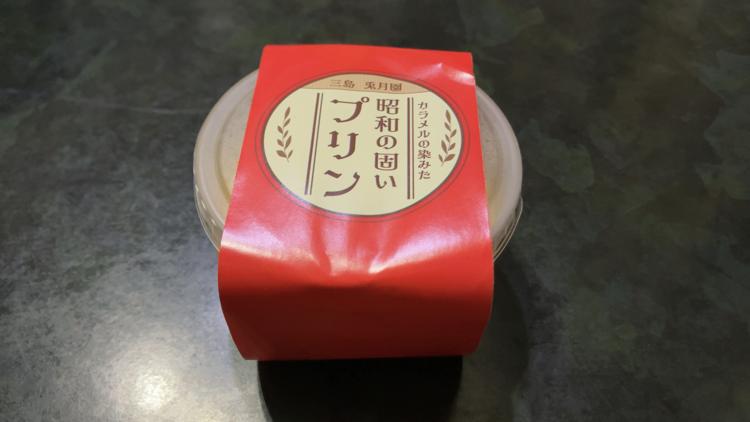 三島 兎月園
カラメルの染みた
昭和の固い
プリン